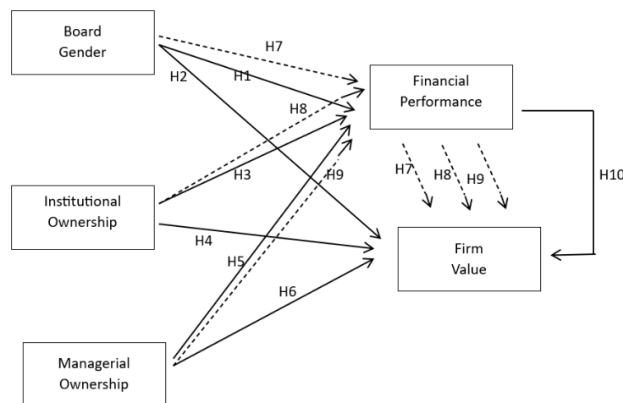 Board
Gender
H7
H2
H1
Financial
Performance
H8
H3
H9
H7
H8
H9
H10
Institutional
Ownership
H4
H5
Firm
Value
H6
Managerial
Ownership